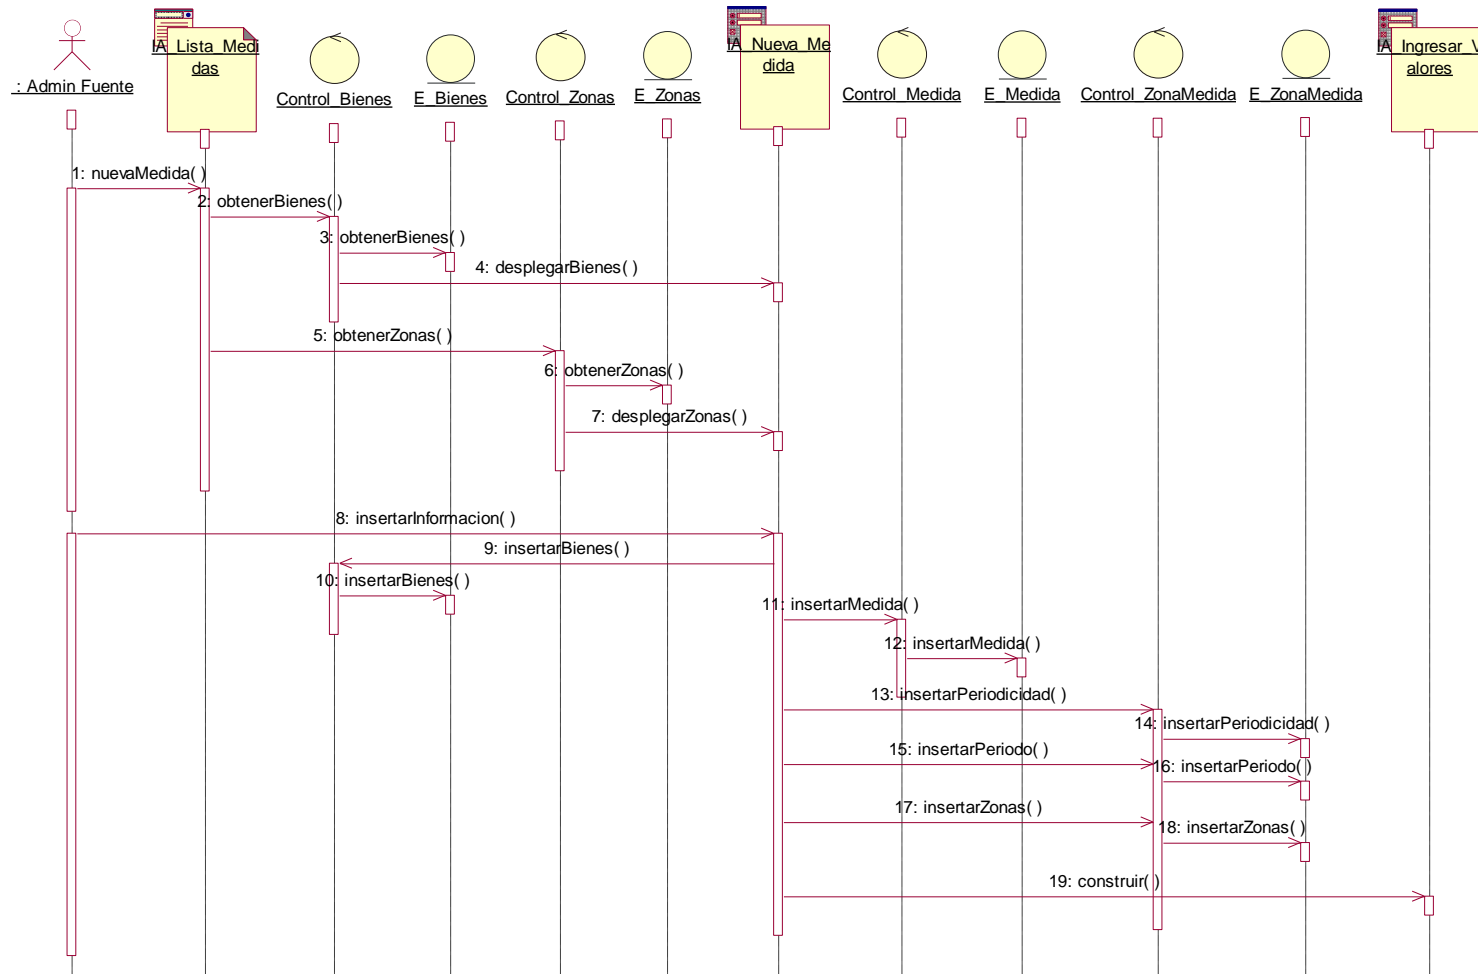 : Admin Fuente
IA_Lista_Medi
das
Control_Bienes
E_Bienes
Control_Zonas
E_Zonas
IA_Nueva_Me
dida
Control_Medida
E_Medida
Control_ZonaMedida
E_ZonaMedida
IA_Ingresar_V
alores
1: nuevaMedida( )
2: obtenerBienes( )
3: obtenerBienes( )
4: desplegarBienes( )
5: obtenerZonas( )
6: obtenerZonas( )
7: desplegarZonas( )
8: insertarInformacion( )
9: insertarBienes( )
10: insertarBienes( )
11: insertarMedida( )
12: insertarMedida( )
13: insertarPeriodicidad( )
14: insertarPeriodicidad( )
15: insertarPeriodo( )
16: insertarPeriodo( )
17: insertarZonas( )
18: insertarZonas( )
19: construir( )